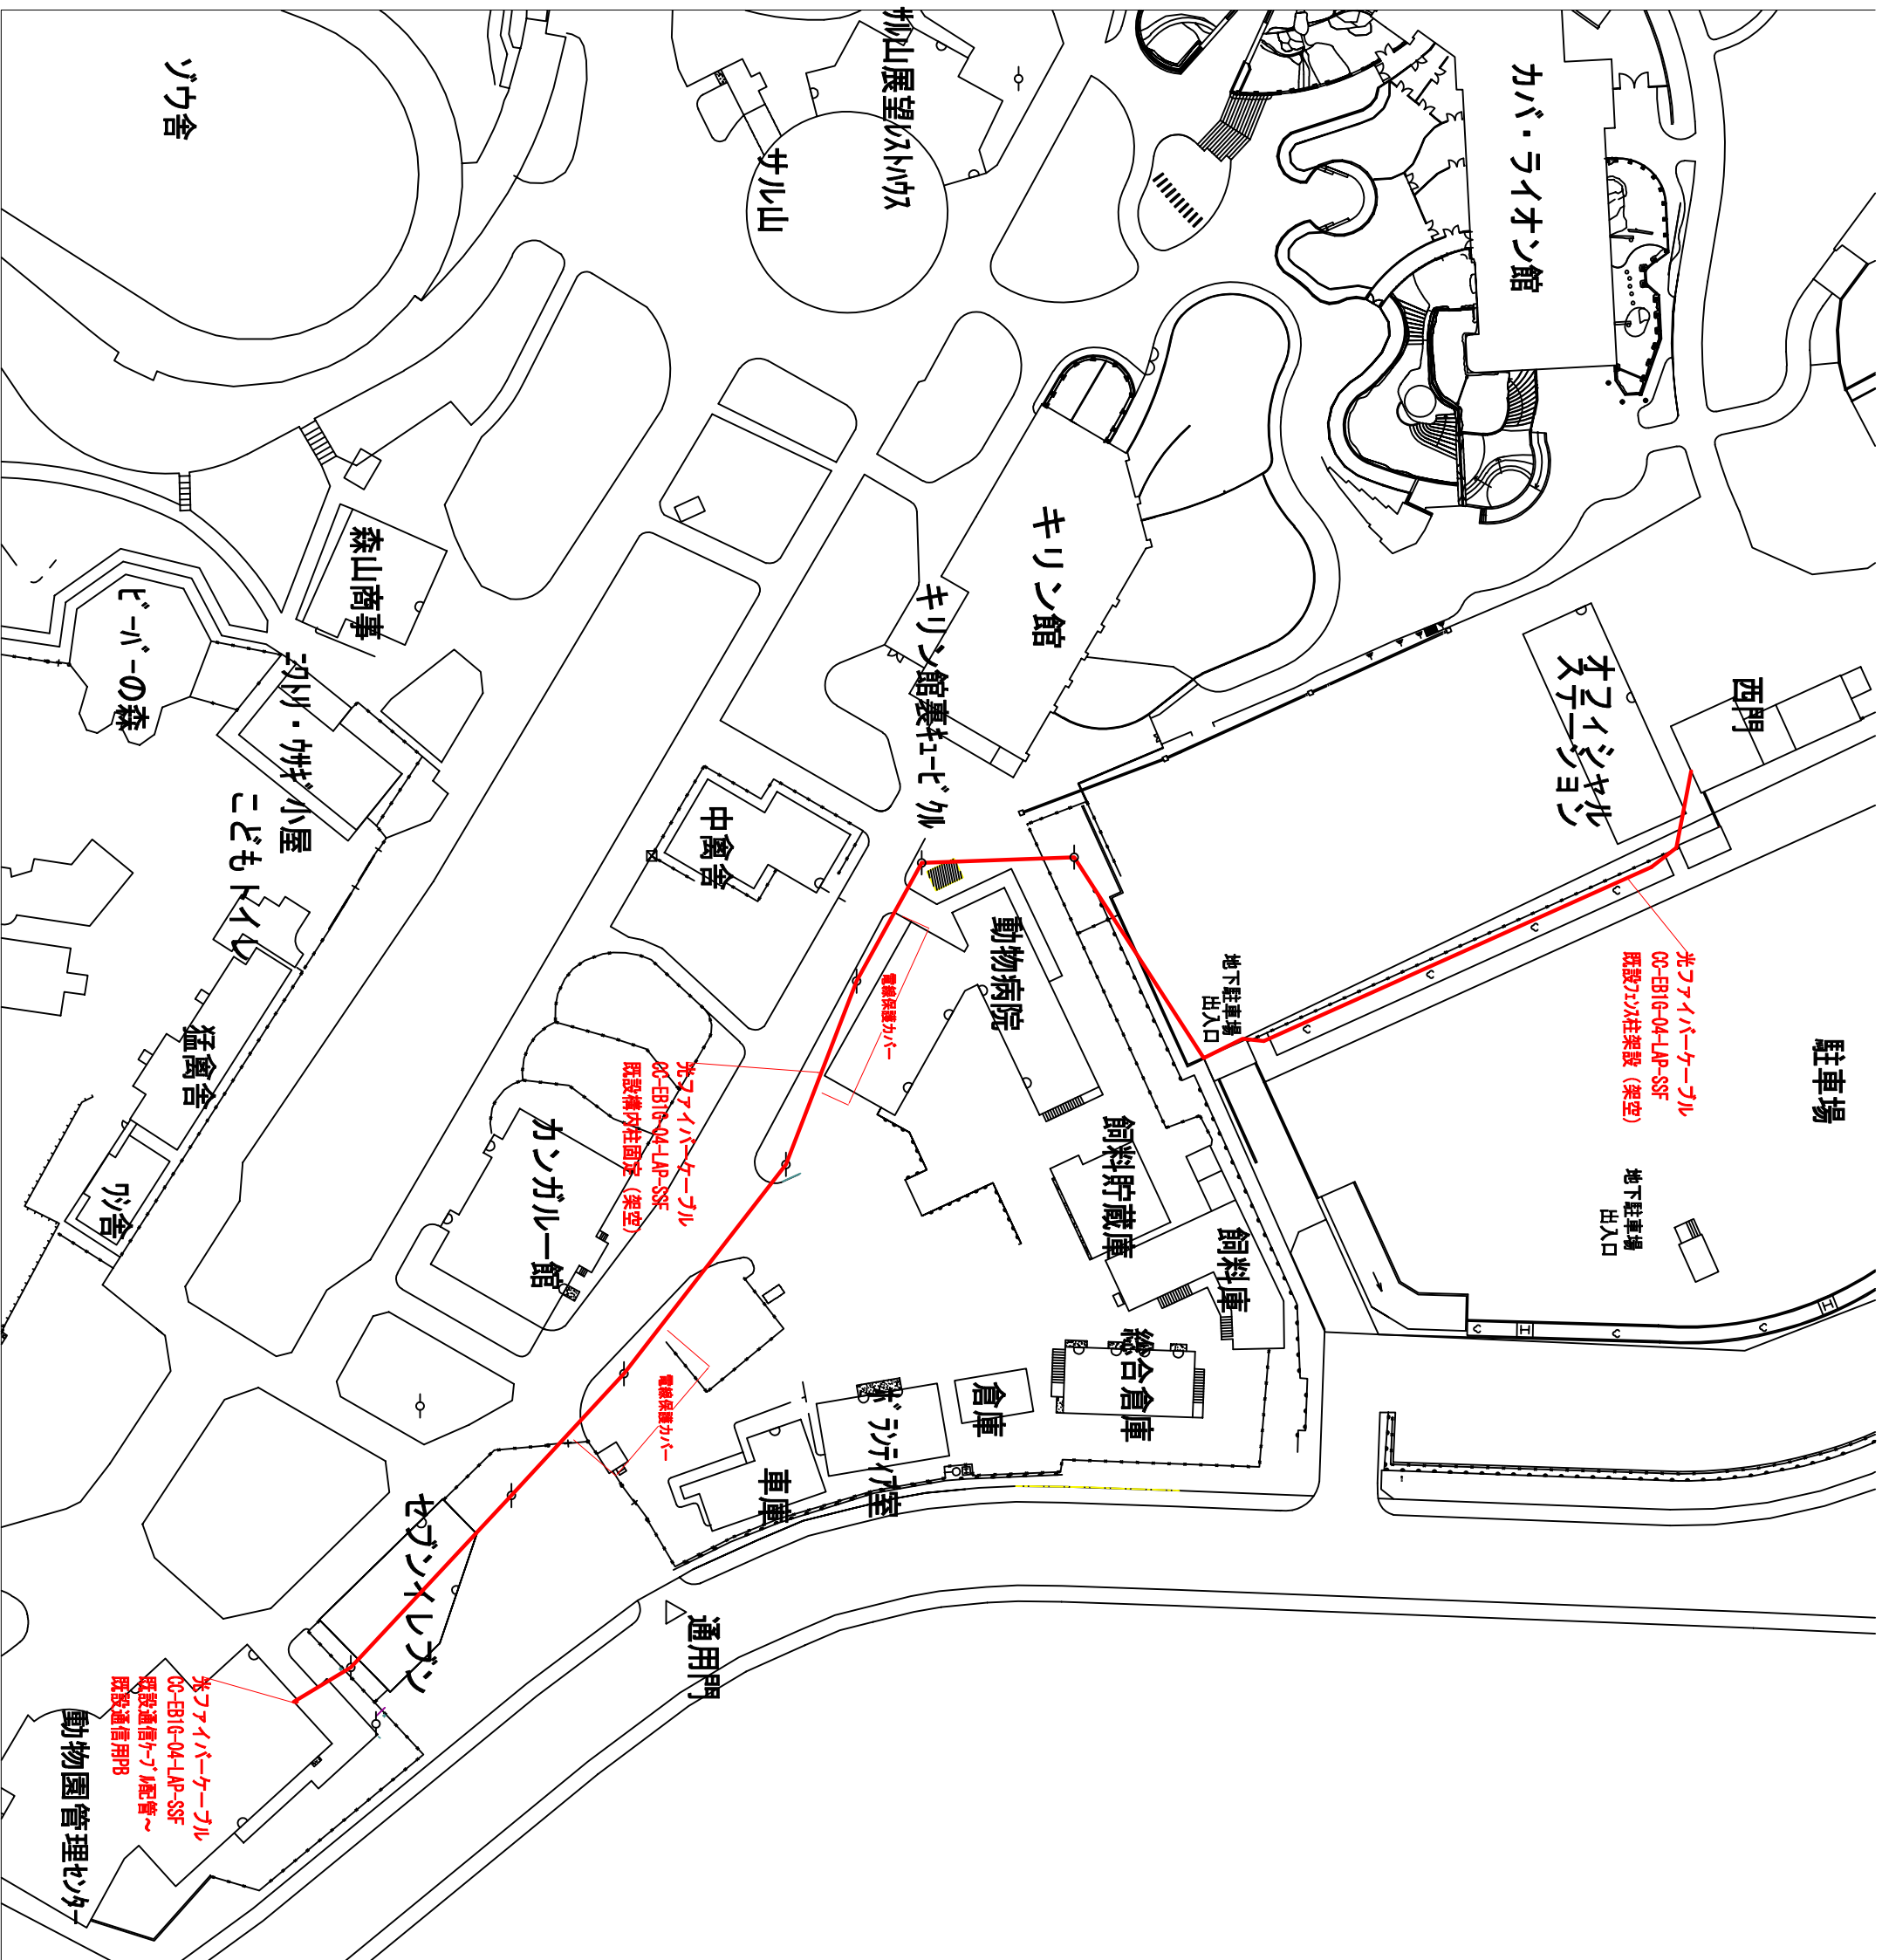 ゾウ舎
サル山展望ﾚｽﾄﾊｳｽ
サル山
カバ・ライオン館
キリン館
キリン館裏ｷｭｰﾋﾞｸﾙ
森山商事
ﾋﾞｰﾊﾞｰの森
ﾆﾜﾄﾘ・ｳｻｷﾞ小屋
こどもトイレ
中禽舎
猛禽舎
ワシ舎
カンガルー館
オフィシャル
ステーション
西門
駐車場
地下駐車場
出入口
地下駐車場
出入口
動物病院
飼料貯蔵庫
飼料庫
総合倉庫
倉庫
ﾎﾞﾗﾝﾃｨｱ室
車庫
通用門
セブンイレブン
動物園管理ｾﾝﾀｰ
光ファイバーケーブル
CC-EB1G-04-LAP-SSF
既設ﾌｪﾝｽ柱架設（架空）
電線保護カバー
光ファイバーケーブル
CC-EB1G-04-LAP-SSF
既設構内柱固定（架空）
電線保護カバー
光ファイバーケーブル
CC-EB1G-04-LAP-SSF
既設通信ｹｰﾌﾞﾙ配管～
既設通信用PB